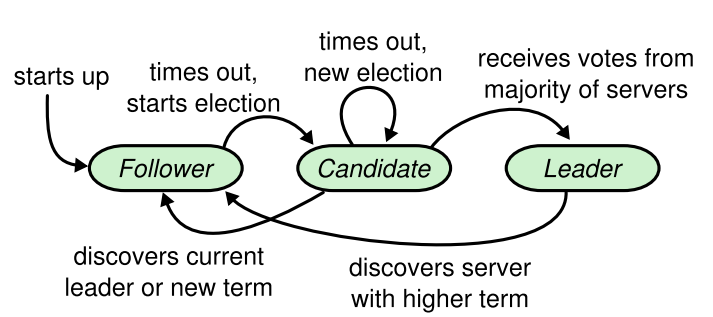 starts up
times out,
starts election
times out,
new election
receives votes from
majority of servers
Follower
Candidate
Leader
discovers current
leader or new term
discovers server
with higher term